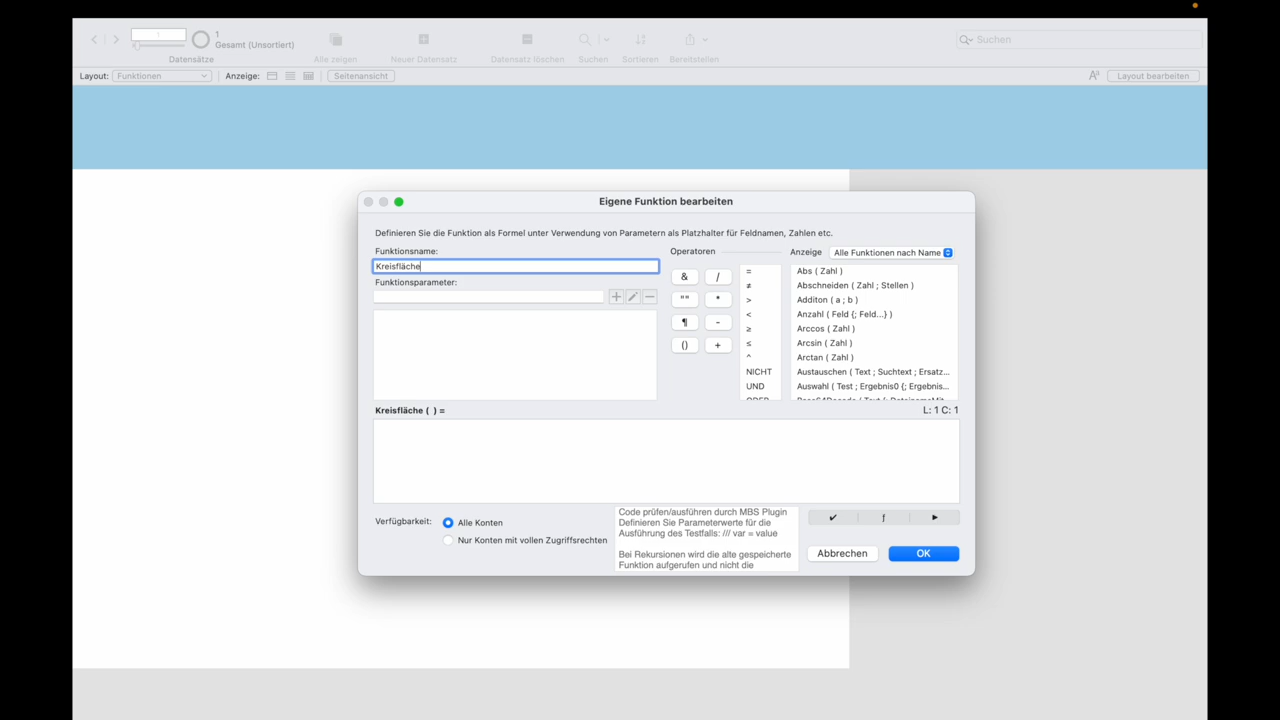 1
1
Gesamt (Unsortiert)
Datensätze
Alle zeigen
Neuer Datensatz
Datensatz löschen
Suchen
Sortieren
Bereitstellen
Suchen
Layout: Funktionen
Anzeige:
Seitenansicht
Layout bearbeiten
Eigene Funktion bearbeiten
Definieren Sie die Funktion als Formel unter Verwendung von Parametern als Platzhalter für Feldnamen, Zahlen etc.
Funktionsname:
Kreisfläche
Funktionsparameter:
Operatoren
& /
"" *
¶ -
() +
=
≠
>
<
≥
≤
^
NICHT
UND
ODER
Anzeige Alle Funktionen nach Name
Abs ( Zahl )
Abschneiden ( Zahl ; Stellen )
Additon ( a ; b )
Anzahl ( Feld {; Feld...} )
Arccos ( Zahl )
Arcsin ( Zahl )
Arctan ( Zahl )
Austauschen ( Text ; Suchtext ; Ersatz...
Auswahl ( Test ; Ergebnis0 {; Ergebnis...
Kreisfläche ( ) =
L: 1 C: 1
Verfügbarkeit:
Alle Konten
Nur Konten mit vollen Zugriffsrechten
Code prüfen/ausführen durch MBS Plugin
Definieren Sie Parameterwerte für die
Ausführung des Testfalls: /// var = value
Bei Rekursionen wird die alte gespeicherte
Funktion aufgerufen und nicht die
Abbrechen
OK